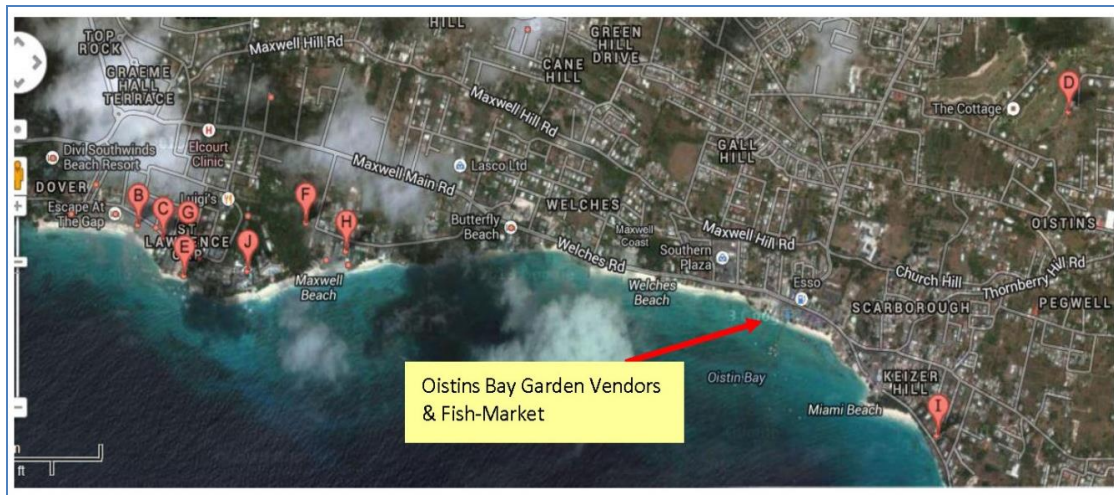 HILL
TOP
ROCK
Maxwell Hill Rd
GREEN
HILL
DRIVE
CANE
HILL
GRAEME
HALL
TERRACE
D
The Cottage
Maxwell Hill Rd
H
Elcourt
Clinic
Divi Southwinds
Beach Resort
GALL
HILL
Lasco Ltd
Maxwell Main Rd
DOVER
B
C
G
Luigi's
F
Escape At
The Gap
WELCHES
OISTINS
Butterfly
Beach
Maxwell
Coast
ST
LAWRENCE
GAP
E
J
H
Maxwell Hill Rd
Southern
Plaza
Welches Rd
Maxwell
Beach
Welches
Beach
Esso
Church Hill
Thornberry Hill Rd
SCARBOROUGH
PEGWELL
Oistins Bay Garden Vendors
& Fish-Market
Oistin Bay
KEIZER
HILL
Miami Beach
I
ft